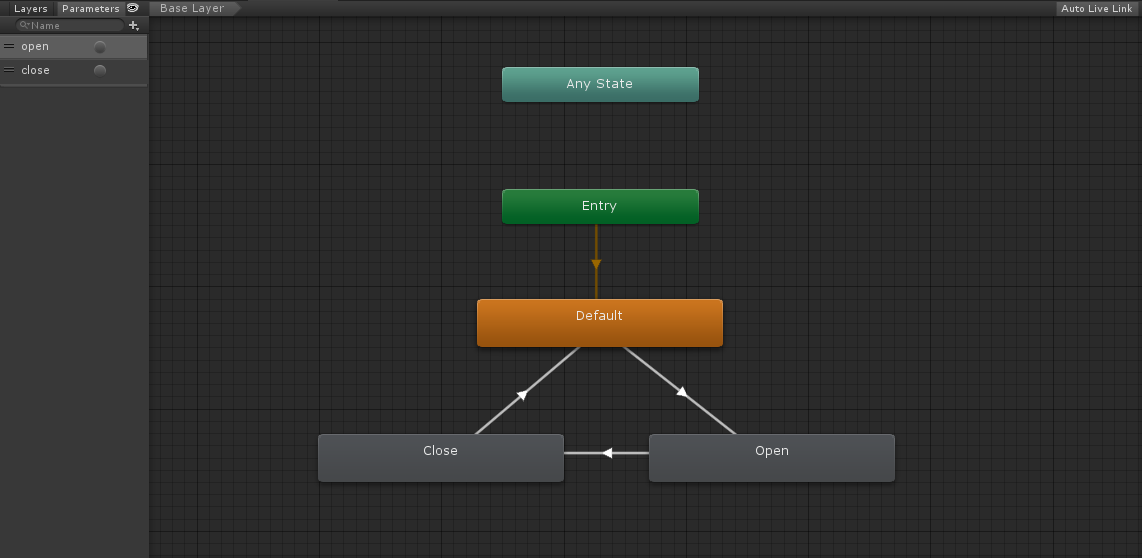 Layers Parameters Base Layer Auto Live Link
Name
open
close
Any State
Entry
Default
Close Open